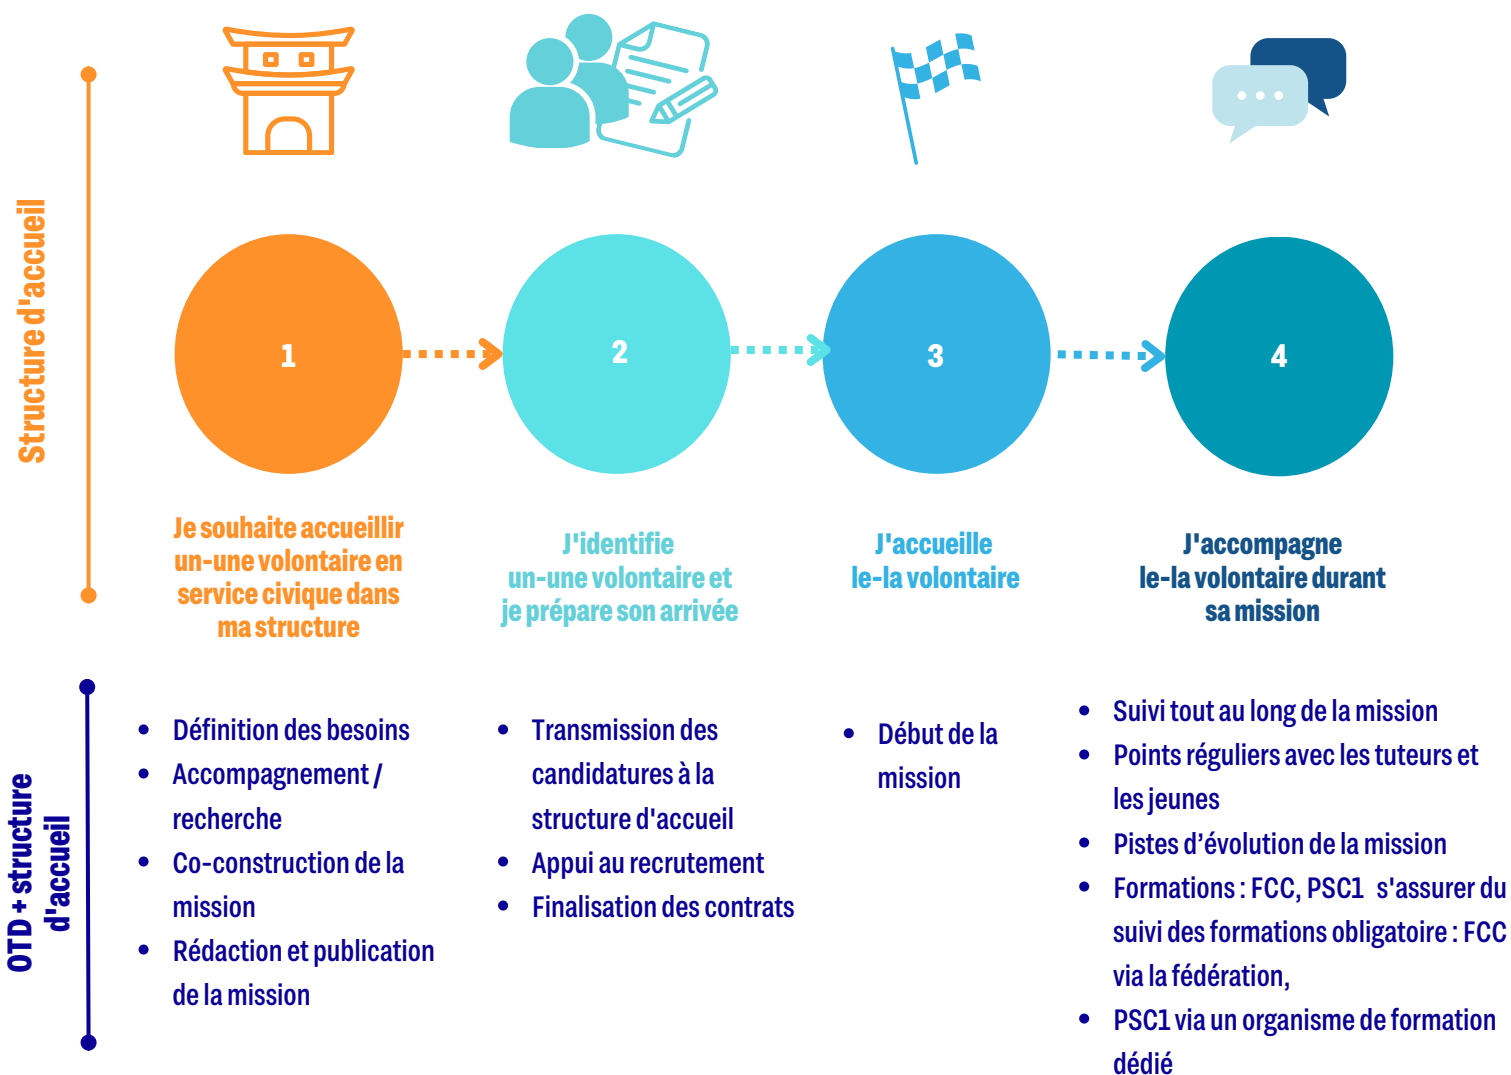 Structure d'accueil
1
2
3
4
Je souhaite accueillir
un-une volontaire en
service civique dans
ma structure
J'identifie
un-une volontaire et
je prépare son arrivée
J'accueille
le-la volontaire
J'accompagne
le-la volontaire durant
sa mission
OTD + structure
d'accueil
• Définition des besoins
• Accompagnement /
recherche
• Co-construction de la
mission
• Rédaction et publication
de la mission
• Transmission des
candidatures à la
structure d'accueil
• Appui au recrutement
• Finalisation des contrats
• Début de la
mission
• Suivi tout au long de la mission
• Points réguliers avec les tuteurs et
les jeunes
• Pistes d’évolution de la mission
• Formations : FCC, PSC1 s'assurer du
suivi des formations obligatoire : FCC
via la fédération,
• PSC1 via un organisme de formation
dédié